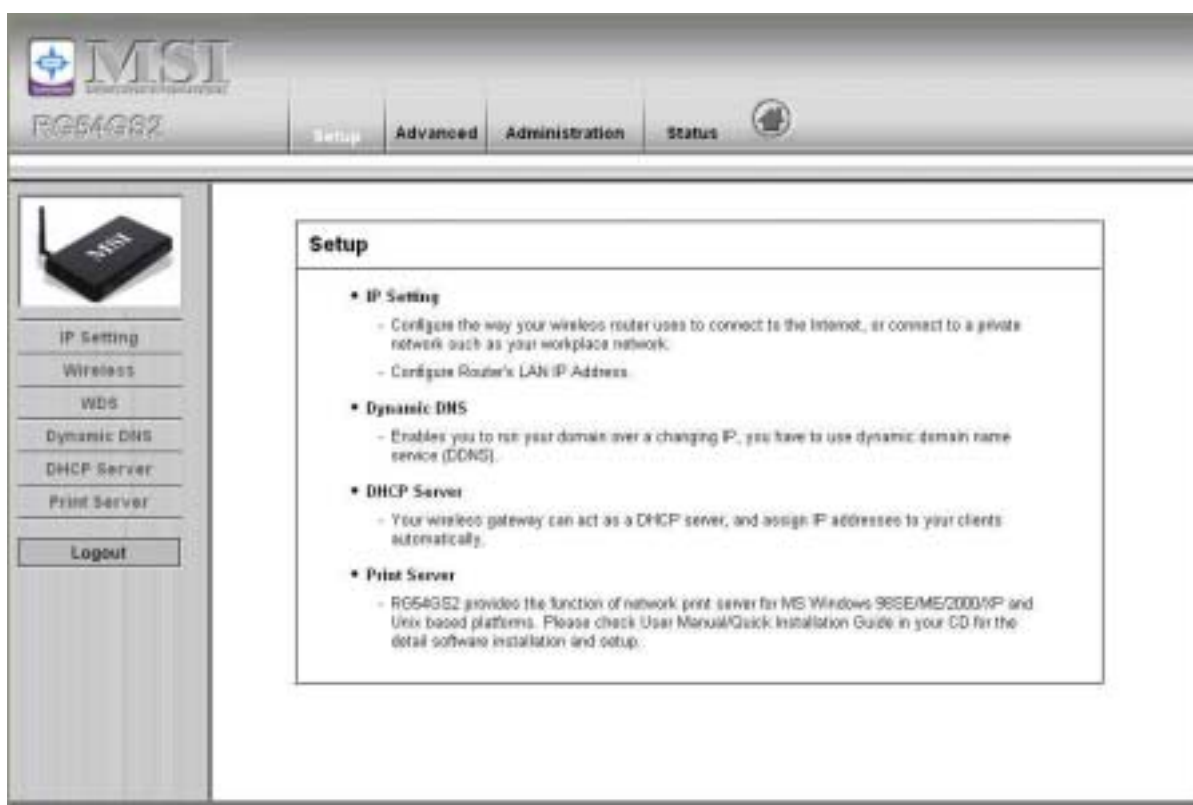 MSI
RG54GS2
Setup
Advanced
Administration
Status
MSI
IP Setting
Wireless
WDS
Dynamic DNS
DHCP Server
Print Server
Logout
Setup
• IP Setting
- Configure the way your wireless router uses to connect to the Internet, or connect to a private
network such as your workplace network.
- Configure Router's LAN IP Address.
• Dynamic DNS
- Enables you to run your domain over a changing IP, you have to use dynamic domain name
service (DDNS).
• DHCP Server
- Your wireless gateway can act as a DHCP server, and assign IP addresses to your clients
automatically.
• Print Server
- RG54GS2 provides the function of network print server for MS Windows 98SE/ME/2000/XP and
Unix based platforms. Please check User Manual/Quick Installation Guide in your CD for the
detail software installation and setup.